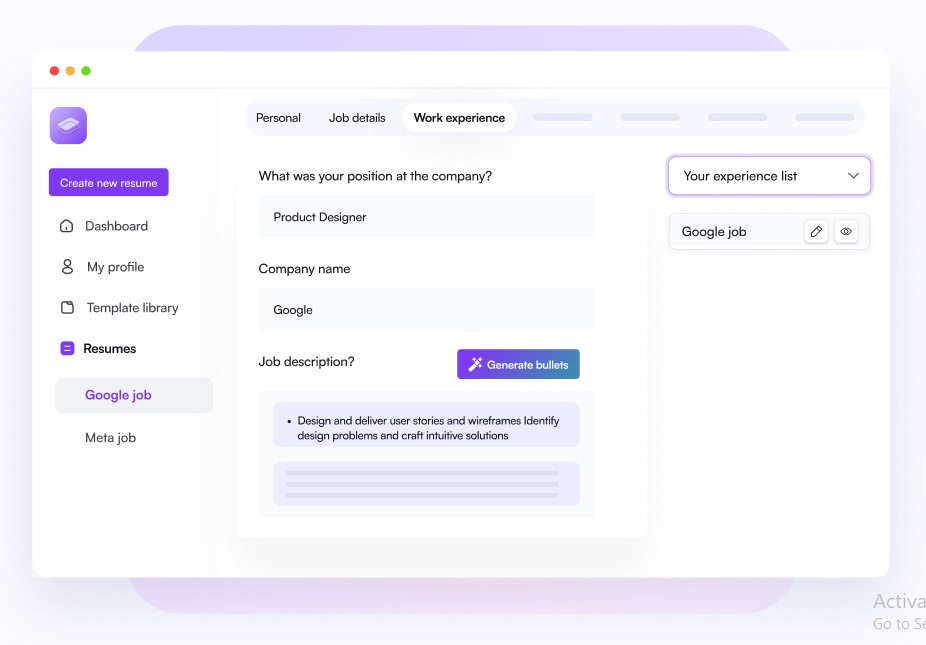 Personal
Job details
Work experience
Create new resume
Dashboard
My profile
Template library
Resumes
Google job
Meta job
What was your position at the company?
Product Designer
Company name
Google
Job description?
Generate bullets
• Design and deliver user stories and wireframes Identify
design problems and craft intuitive solutions
Your experience list
Google job
Activa
Go to Se